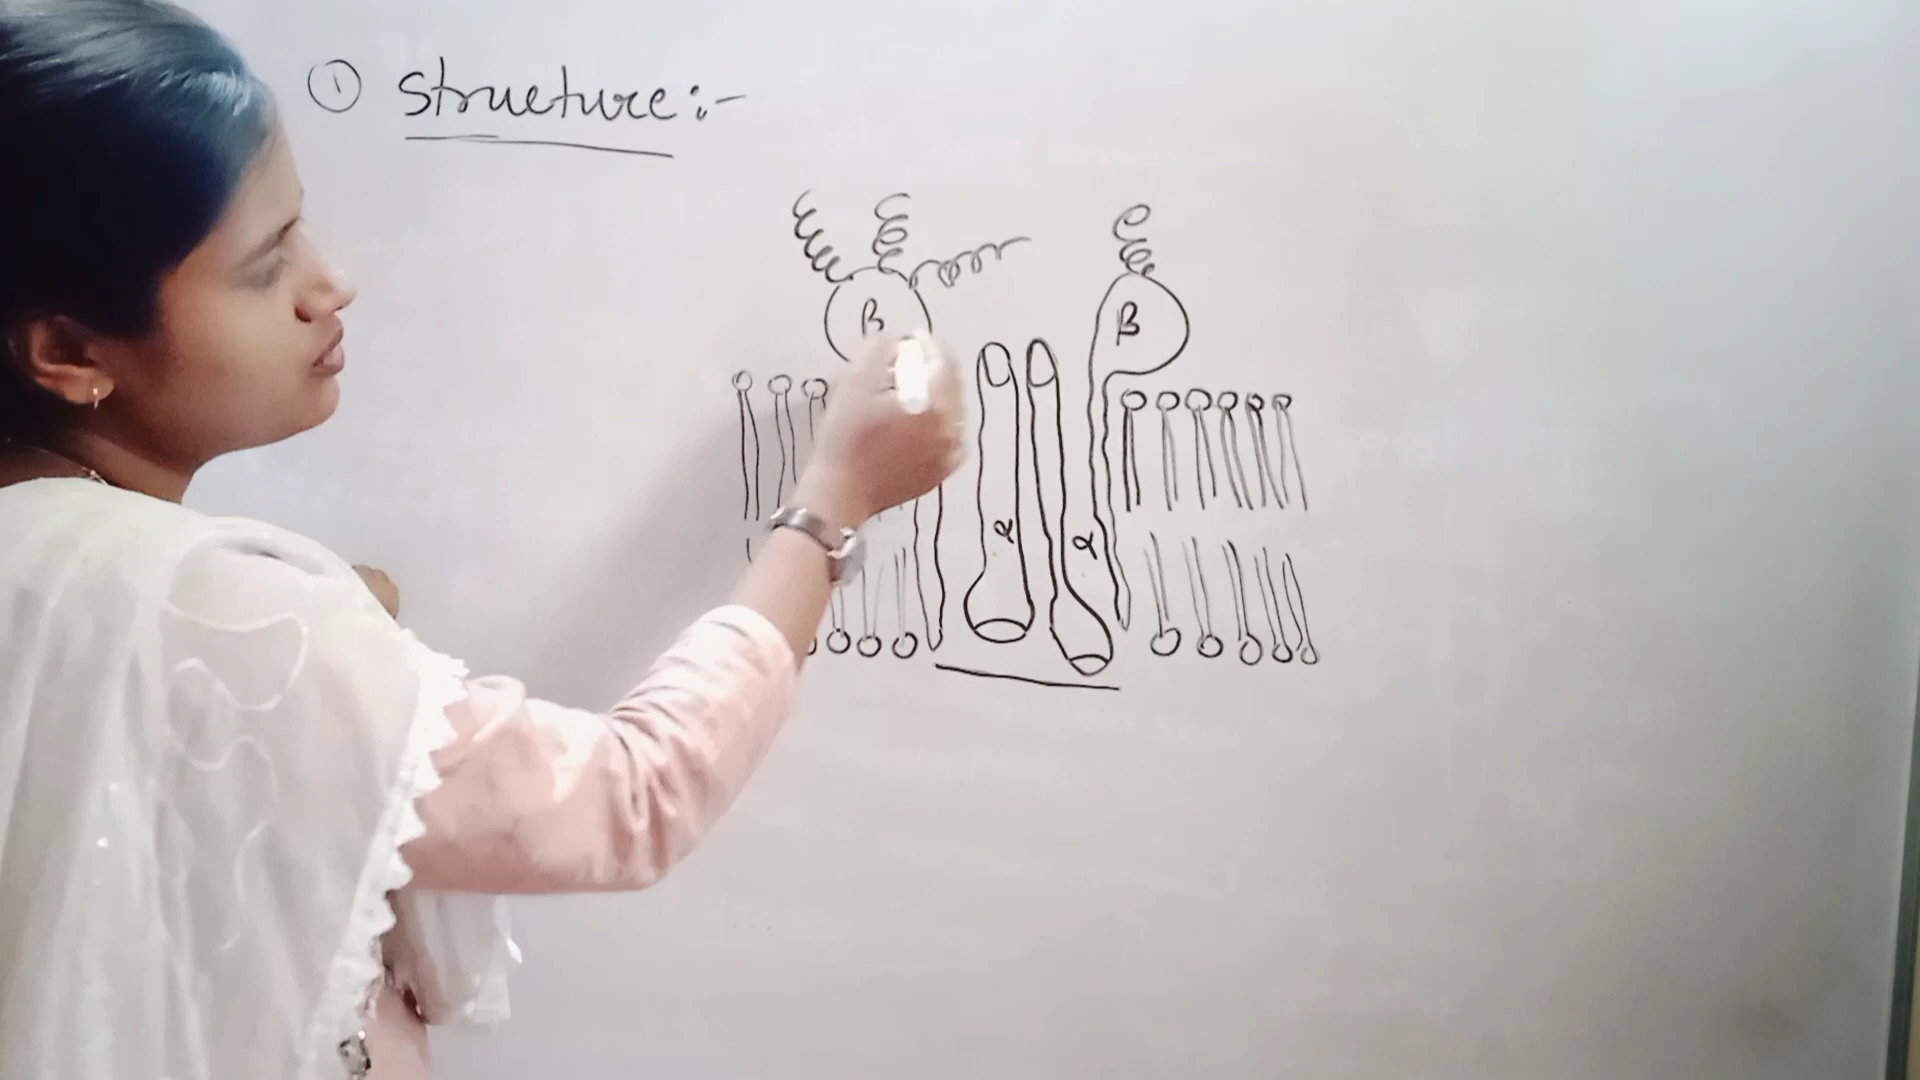 ① Structure:-
β β
α α